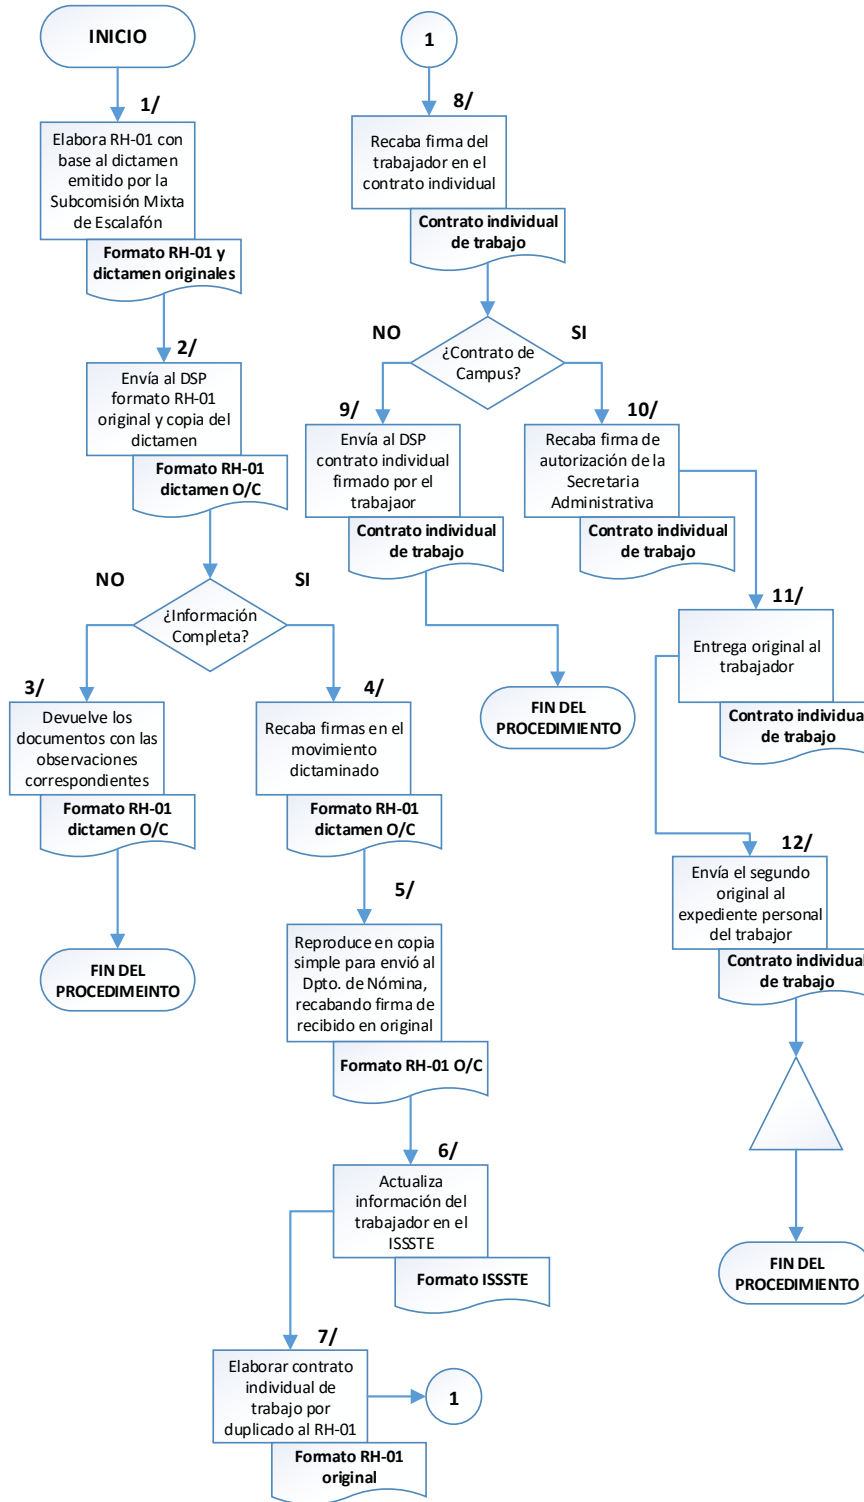 INICIO
1/
Elabora RH-01 con
base al dictamen
emitido por la
Subcomisión Mixta
de Escalafón
Formato RH-01 y
dictamen originales
2/
Envía al DSP
formato RH-01
original y copia del
dictamen
Formato RH-01
dictamen O/C
NO
SI
¿Información
Completa?
3/
Devuelve los
documentos con las
observaciones
correspondientes
Formato RH-01
dictamen O/C
FIN DEL
PROCEDIMEINTO
4/
Recaba firmas en el
movimiento
dictaminado
Formato RH-01
dictamen O/C
5/
Reproduce en copia
simple para envió al
Dpto. de Nómina,
recabando firma de
recibido en original
Formato RH-01 O/C
6/
Actualiza
información del
trabajador en el
ISSSTE
Formato ISSSTE
7/
Elaborar contrato
individual de
trabajo por
duplicado al RH-01
Formato RH-01
original
1
1
8/
Recaba firma del
trabajador en el
contrato individual
Contrato individual
de trabajo
NO
SI
¿Contrato de
Campus?
9/
Envía al DSP
contrato individual
firmado por el
trabajaor
Contrato individual
de trabajo
FIN DEL
PROCEDIMIENTO
10/
Recaba firma de
autorización de la
Secretaria
Administrativa
Contrato individual
de trabajo
11/
Entrega original al
trabajador
Contrato individual
de trabajo
12/
Envía el segundo
original al
expediente personal
del trabajor
Contrato individual
de trabajo
FIN DEL
PROCEDIMIENTO